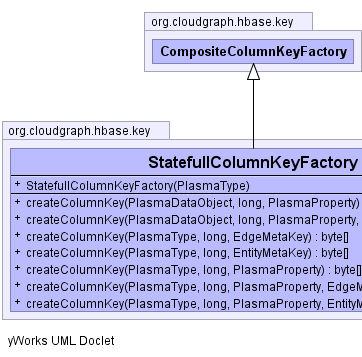 org.cloudgraph.hbase.key
CompositeColumnKeyFactory
org.cloudgraph.hbase.key
StatefullColumnKeyFactory
+ StatefullColumnKeyFactory(PlasmaType)
+ createColumnKey(PlasmaDataObject, long, PlasmaProperty)
+ createColumnKey(PlasmaDataObject, long, PlasmaProperty,
+ createColumnKey(PlasmaType, long, EdgeMetaKey) : byte[]
+ createColumnKey(PlasmaType, long, EntityMetaKey) : byte[]
+ createColumnKey(PlasmaType, long, PlasmaProperty) : byte[]
+ createColumnKey(PlasmaType, long, PlasmaProperty, EdgeM
+ createColumnKey(PlasmaType, long, PlasmaProperty, EntityM
yWorks UML Doclet